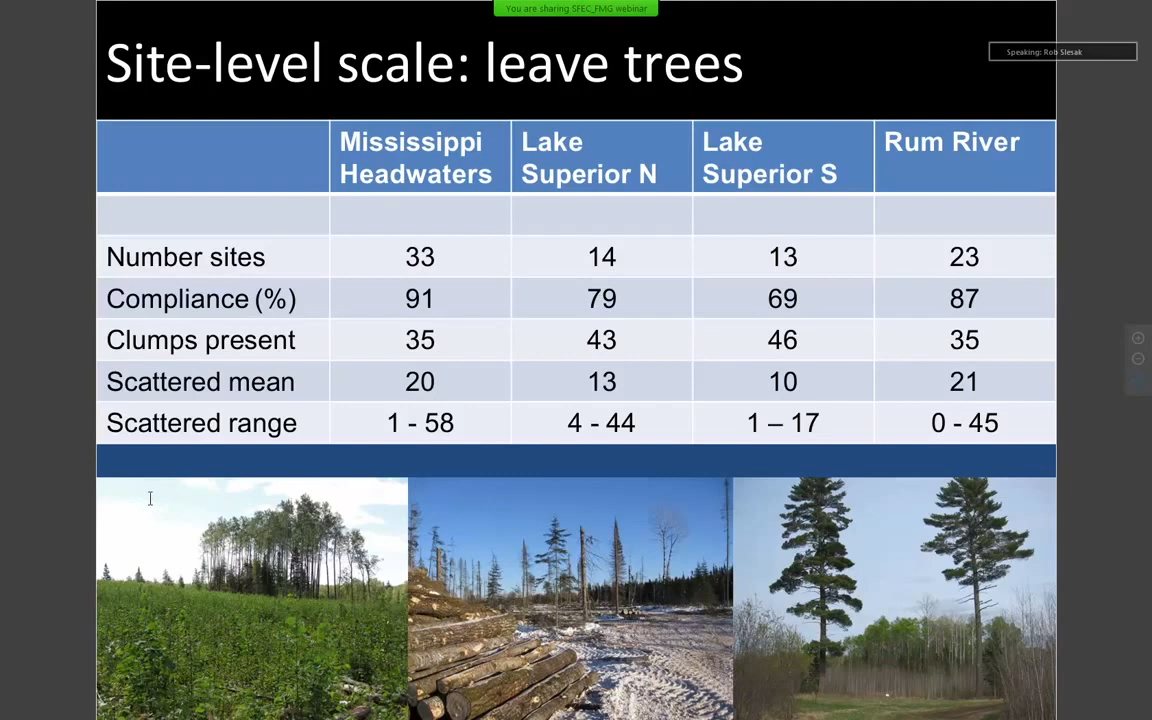 You are sharing SFEC_FMG webinar
Site-level scale: leave trees
Speaking: Rob Slesak
Mississippi Headwaters Lake Superior N Lake Superior S Rum River
Number sites 33 14 13 23
Compliance (%) 91 79 69 87
Clumps present 35 43 46 35
Scattered mean 20 13 10 21
Scattered range 1 - 58 4 - 44 1 – 17 0 - 45